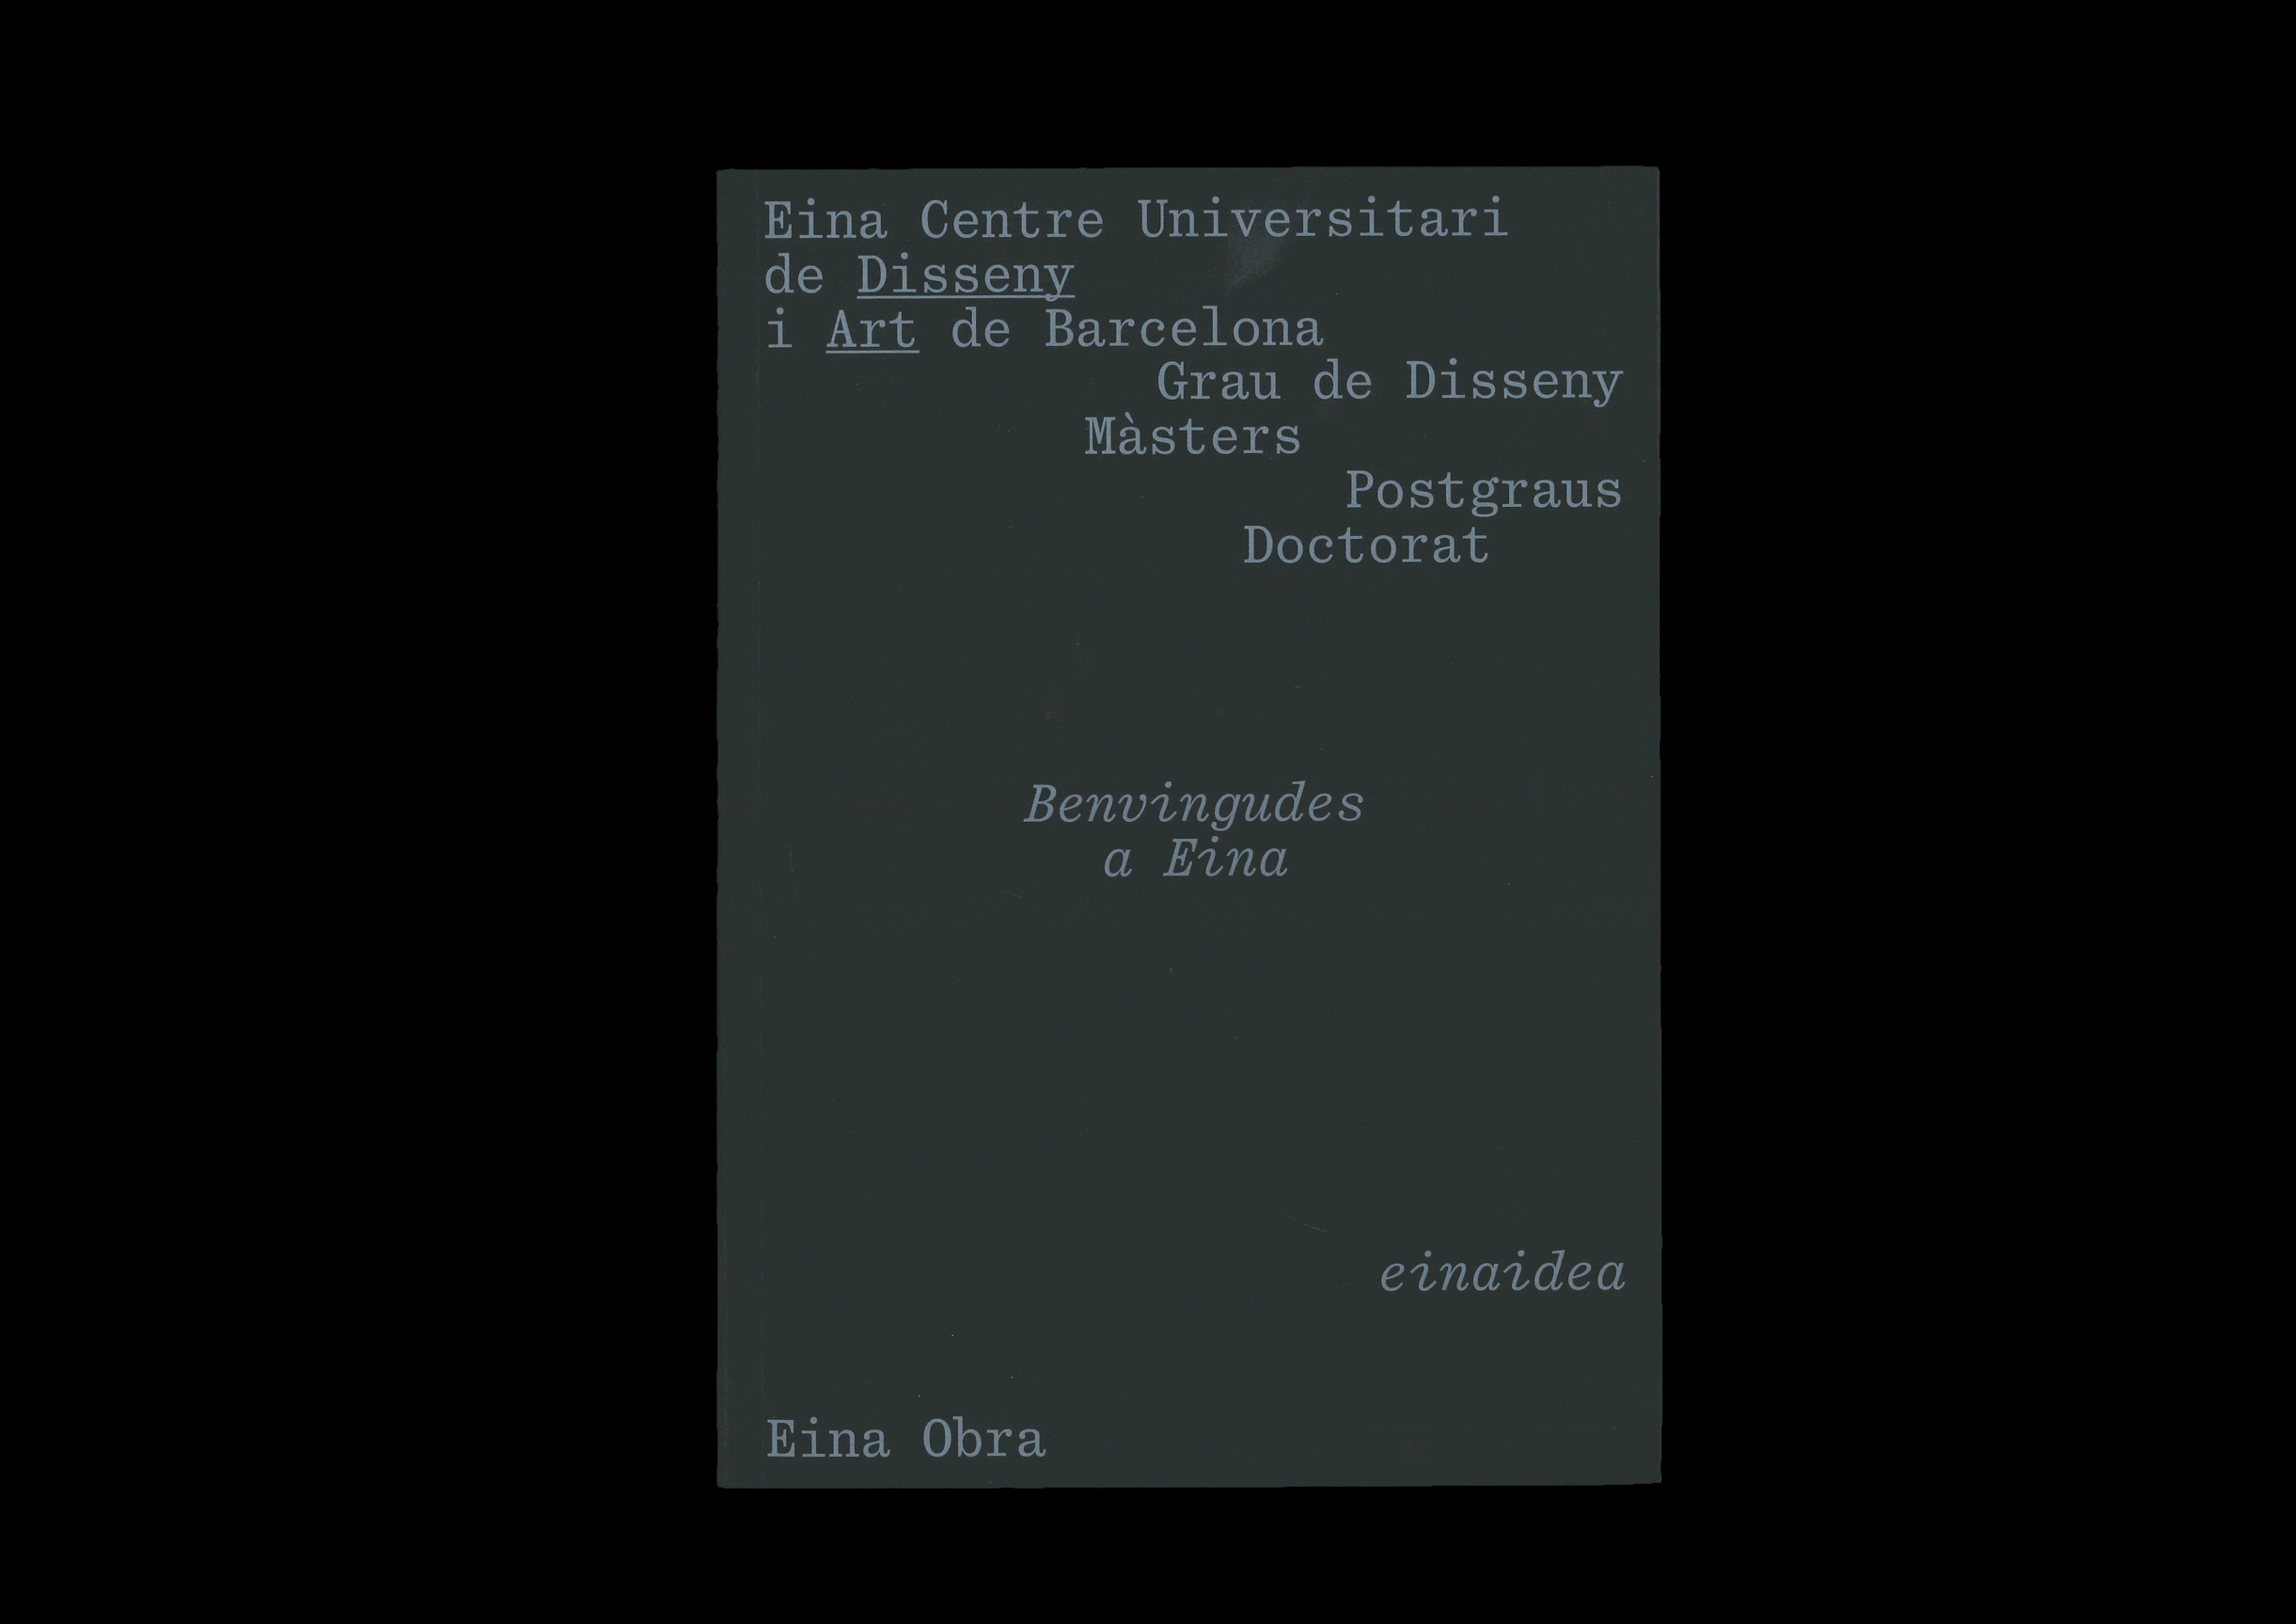 Eina Centre Universitari
de Disseny
i Art de Barcelona
Grau de Disseny
Màsters
Postgraus
Doctorat
Benvingudes
a Eina
einaidea
Eina Obra